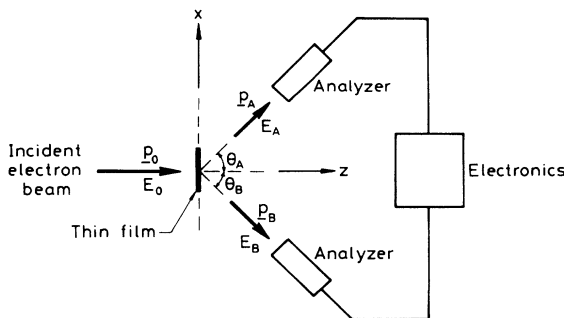 x
Analyzer
p_A
E_A
Incident
electron
beam
p_0
E_0
θ_A
θ_B
z
Electronics
Thin film
p_B
E_B
Analyzer